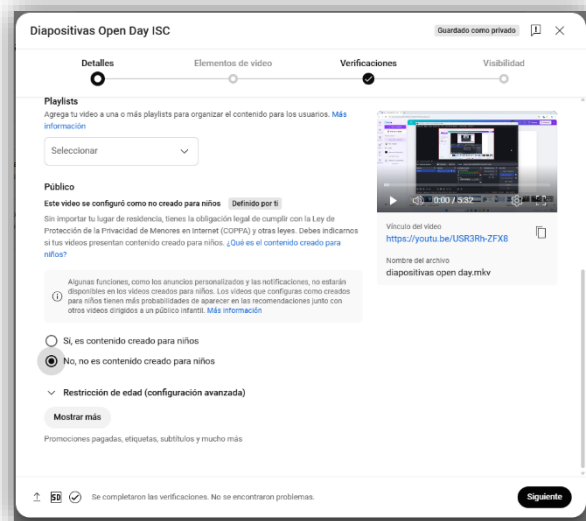 Diapositivas Open Day ISC
Guardado como privado
Detalles
Elementos de video
Verificaciones
Visibilidad
Playlists
Agrega tu video a una o más playlists para organizar el contenido para los usuarios. Más
información
Seleccionar
Público
Este video se configuró como no creado para niños Definido por ti
Sin importar tu lugar de residencia, tienes la obligación legal de cumplir con la Ley de
Protección de la Privacidad de Menores en Internet (COPPA) y otras leyes. Debes indicarnos
si tus videos presentan contenido creado para niños. ¿Qué es el contenido creado para
niños?
Algunas funciones, como los anuncios personalizados y las notificaciones, no estarán
disponibles en los videos creados para niños. Los videos que configuras como creados
para niños tienen más probabilidades de aparecer en las recomendaciones junto con
otros videos dirigidos a un público infantil. Más información
Sí, es contenido creado para niños
No, no es contenido creado para niños
Restricción de edad (configuración avanzada)
Mostrar más
Promociones pagadas, etiquetas, subtítulos y mucho más
0:00 / 5:32
Vínculo del video
https://youtu.be/USR3Rh-ZFX8
Nombre del archivo
diapositivas open day.mkv
SD
Se completaron las verificaciones. No se encontraron problemas.
Siguiente